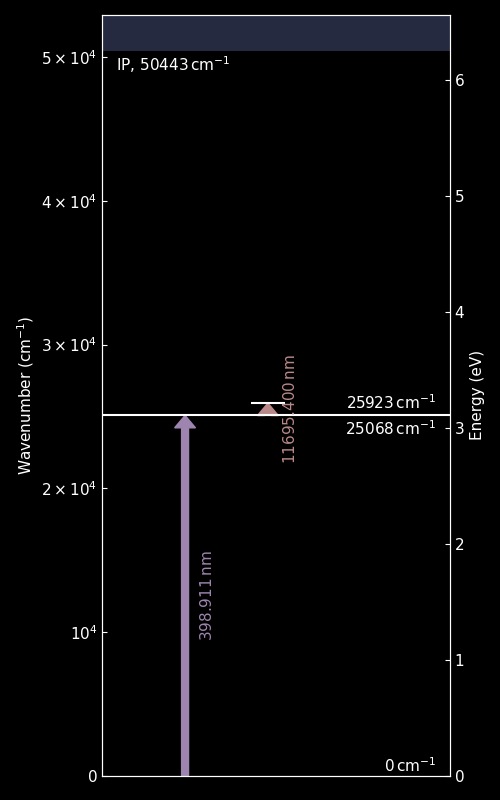 5 × 10⁴
IP, 50443 cm⁻¹
6
5
4 × 10⁴
4
3 × 10⁴
11695.400 nm
25923 cm⁻¹
25068 cm⁻¹
3
Wavenumber (cm⁻¹)
Energy (eV)
2 × 10⁴
2
398.911 nm
10⁴
1
0 cm⁻¹
0
0